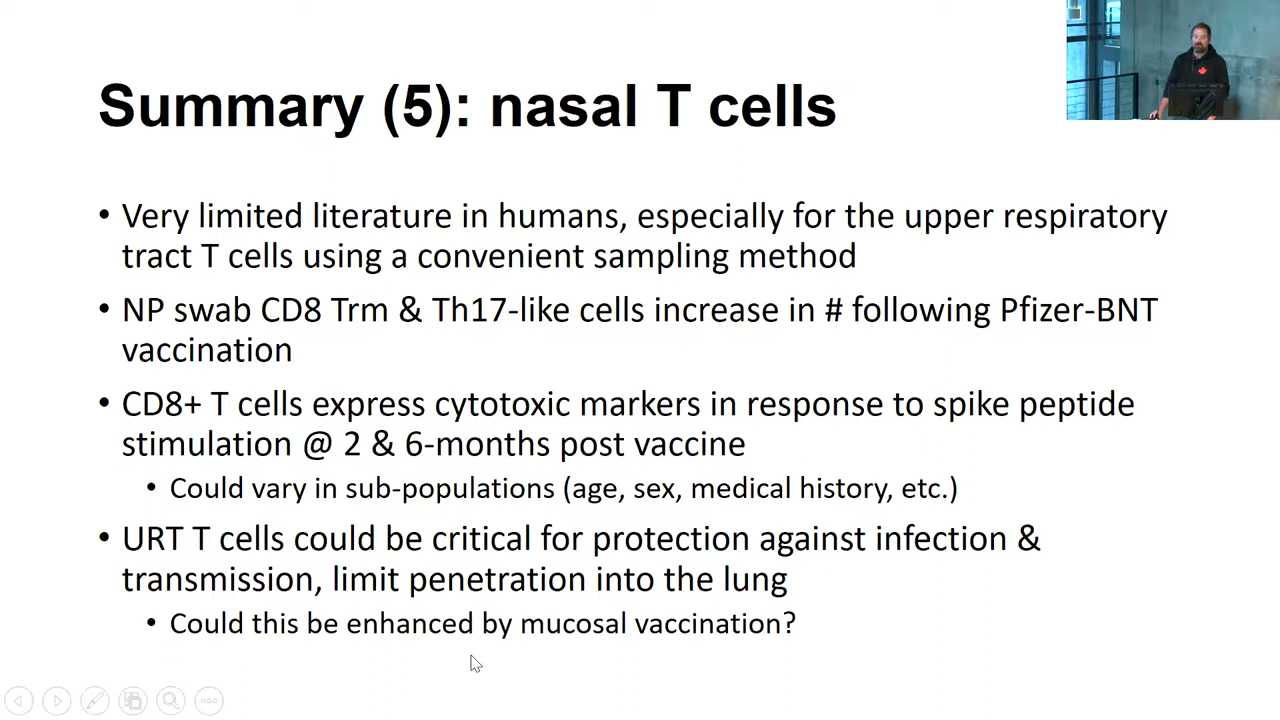 Summary (5): nasal T cells
• Very limited literature in humans, especially for the upper respiratory
tract T cells using a convenient sampling method
• NP swab CD8 Trm & Th17-like cells increase in # following Pfizer-BNT
vaccination
• CD8+ T cells express cytotoxic markers in response to spike peptide
stimulation @ 2 & 6-months post vaccine
• Could vary in sub-populations (age, sex, medical history, etc.)
• URT T cells could be critical for protection against infection &
transmission, limit penetration into the lung
• Could this be enhanced by mucosal vaccination?